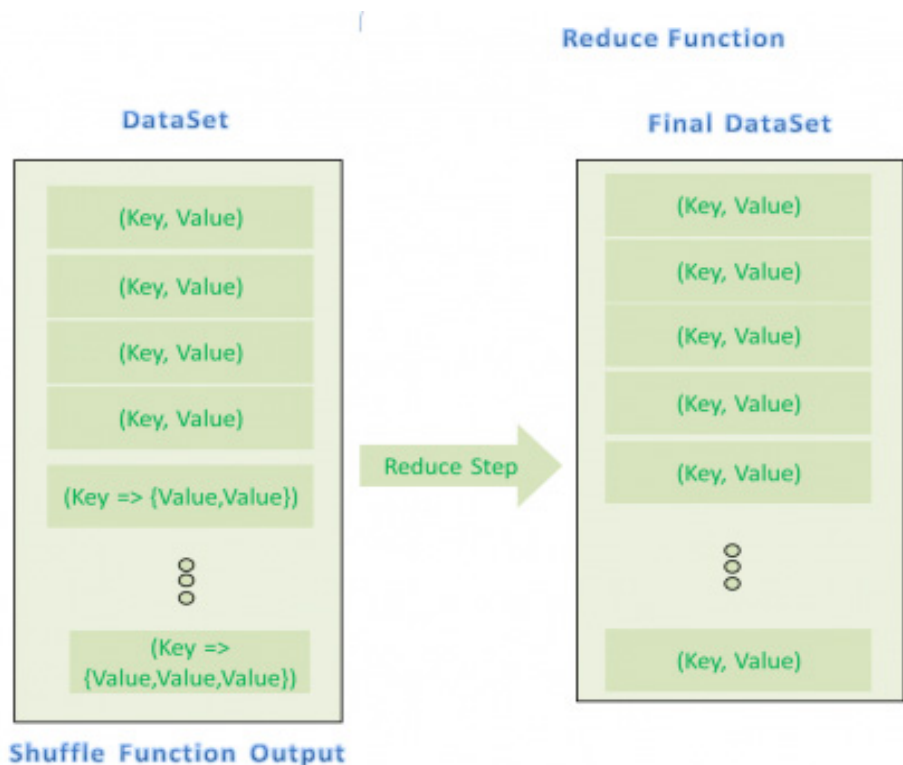 Reduce Function
DataSet
Final DataSet
(Key, Value)
(Key, Value)
(Key, Value)
(Key, Value)
(Key => {Value,Value})
(Key =>
{Value,Value,Value})
Shuffle Function Output
Reduce Step
(Key, Value)
(Key, Value)
(Key, Value)
(Key, Value)
(Key, Value)
(Key, Value)